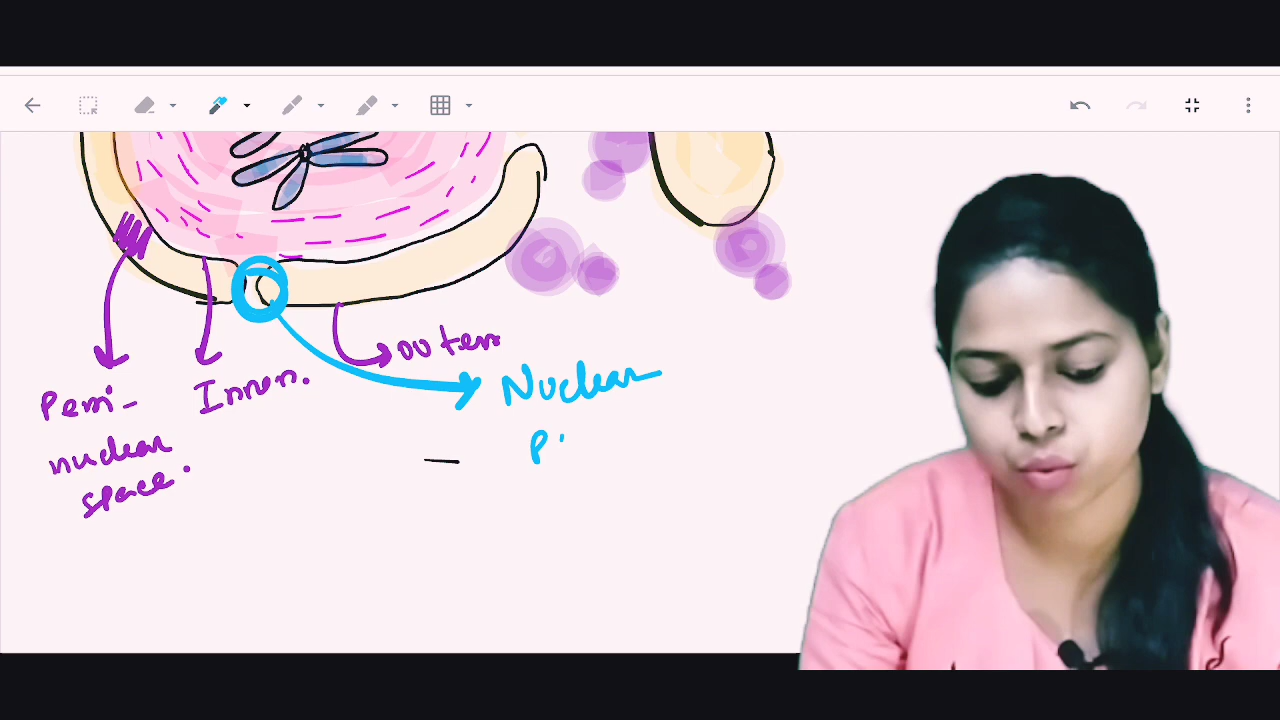 outer
Inner.
Nuclear
P
Peri-
nuclear
space.